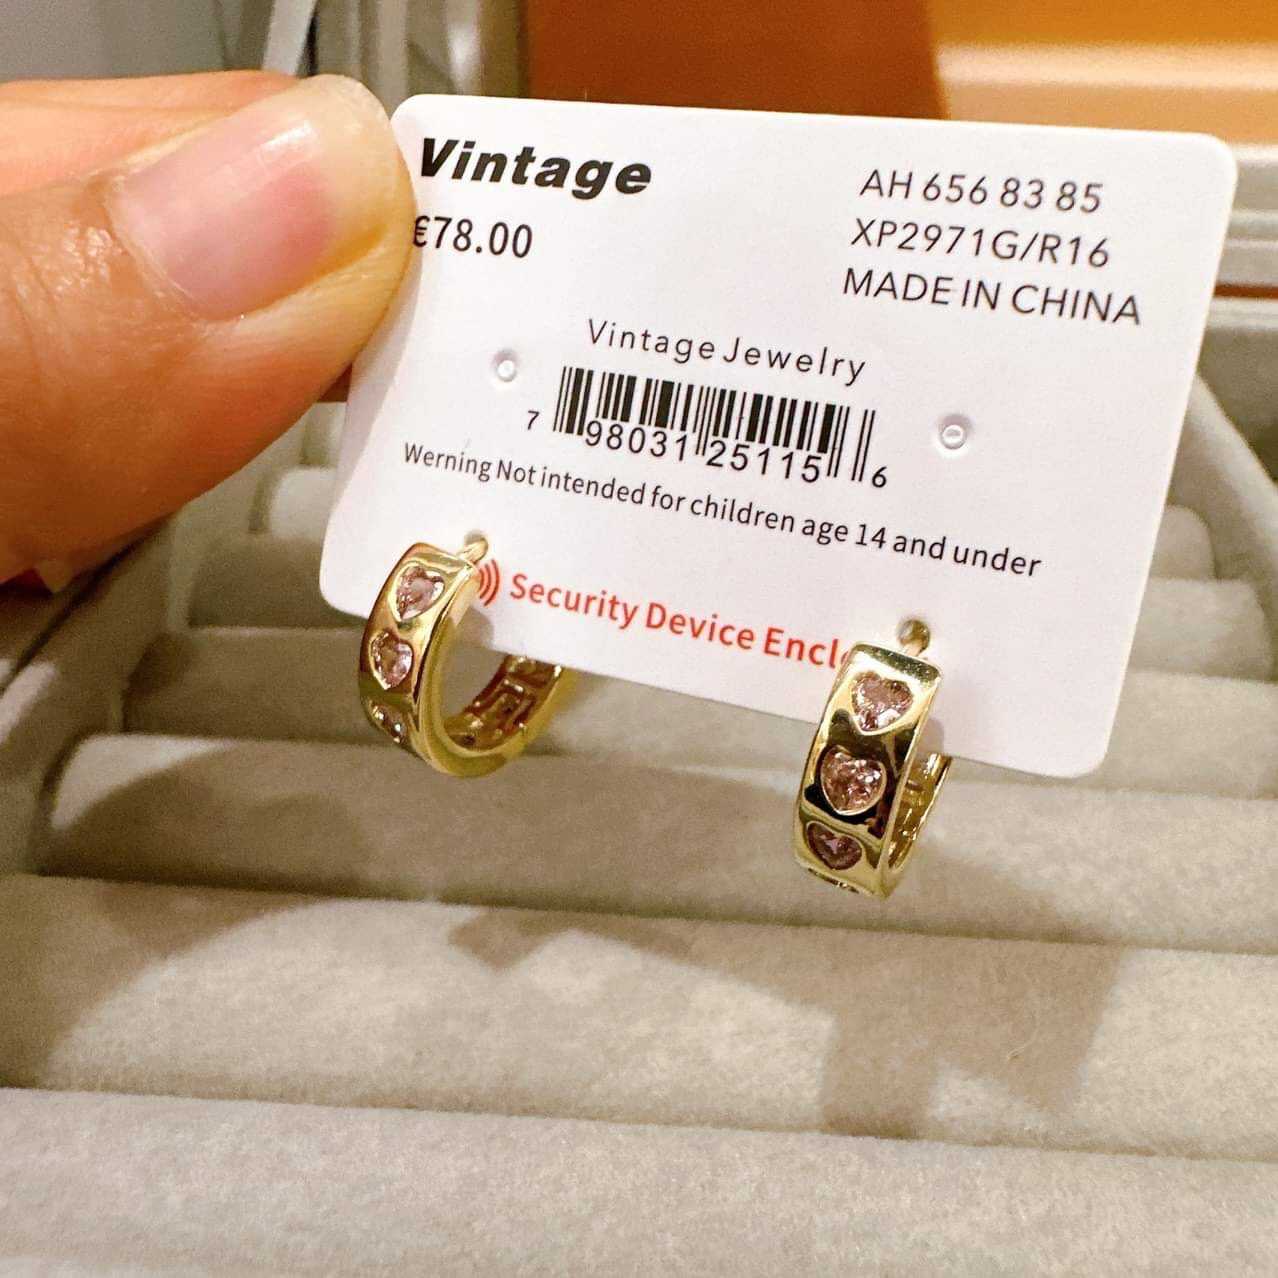 Vintage
€78.00
AH 656 83 85
XP2971G/R16
MADE IN CHINA
Vintage Jewelry
7 98031 25115 6
Werning Not intended for children age 14 and under
Security Device